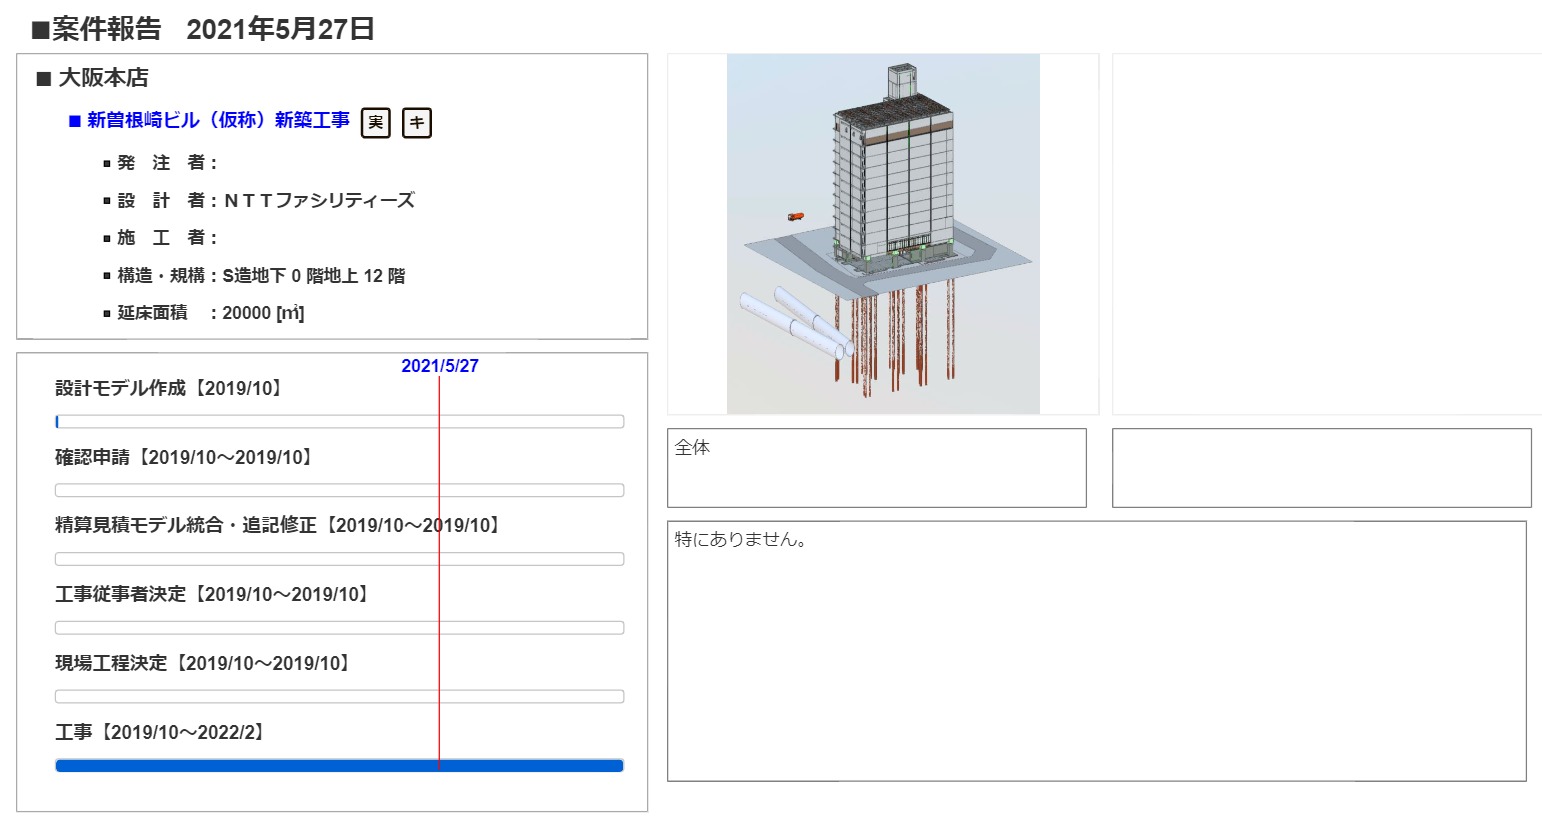 ■案件報告 2021年5月27日
■ 大阪本店
■ 新曽根崎ビル（仮称）新築工事 実 キ
▪ 発　注　者：
▪ 設　計　者：ＮＴＴファシリティーズ
▪ 施　工　者：
▪ 構造・規構：S造地下 0 階地上 12 階
▪ 延床面積　：20000 [㎡]
2021/5/27
設計モデル作成【2019/10】
確認申請【2019/10～2019/10】
精算見積モデル統合・追記修正【2019/10～2019/10】
工事従事者決定【2019/10～2019/10】
現場工程決定【2019/10～2019/10】
工事【2019/10～2022/2】
全体
特にありません。